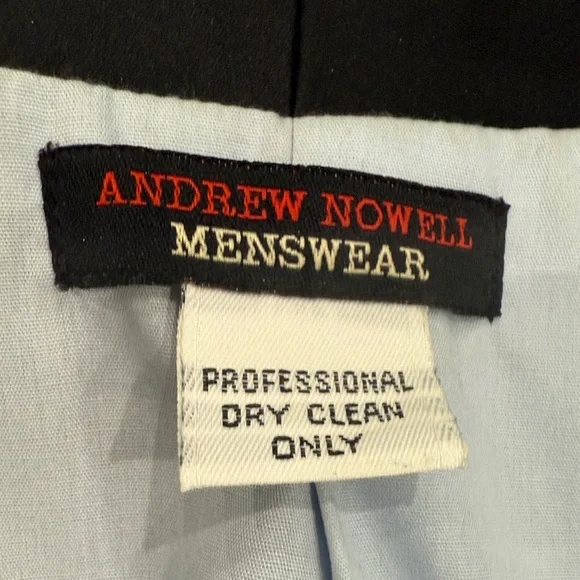 ANDREW NOWELL
MENSWEAR
PROFESSIONAL
DRY CLEAN
ONLY